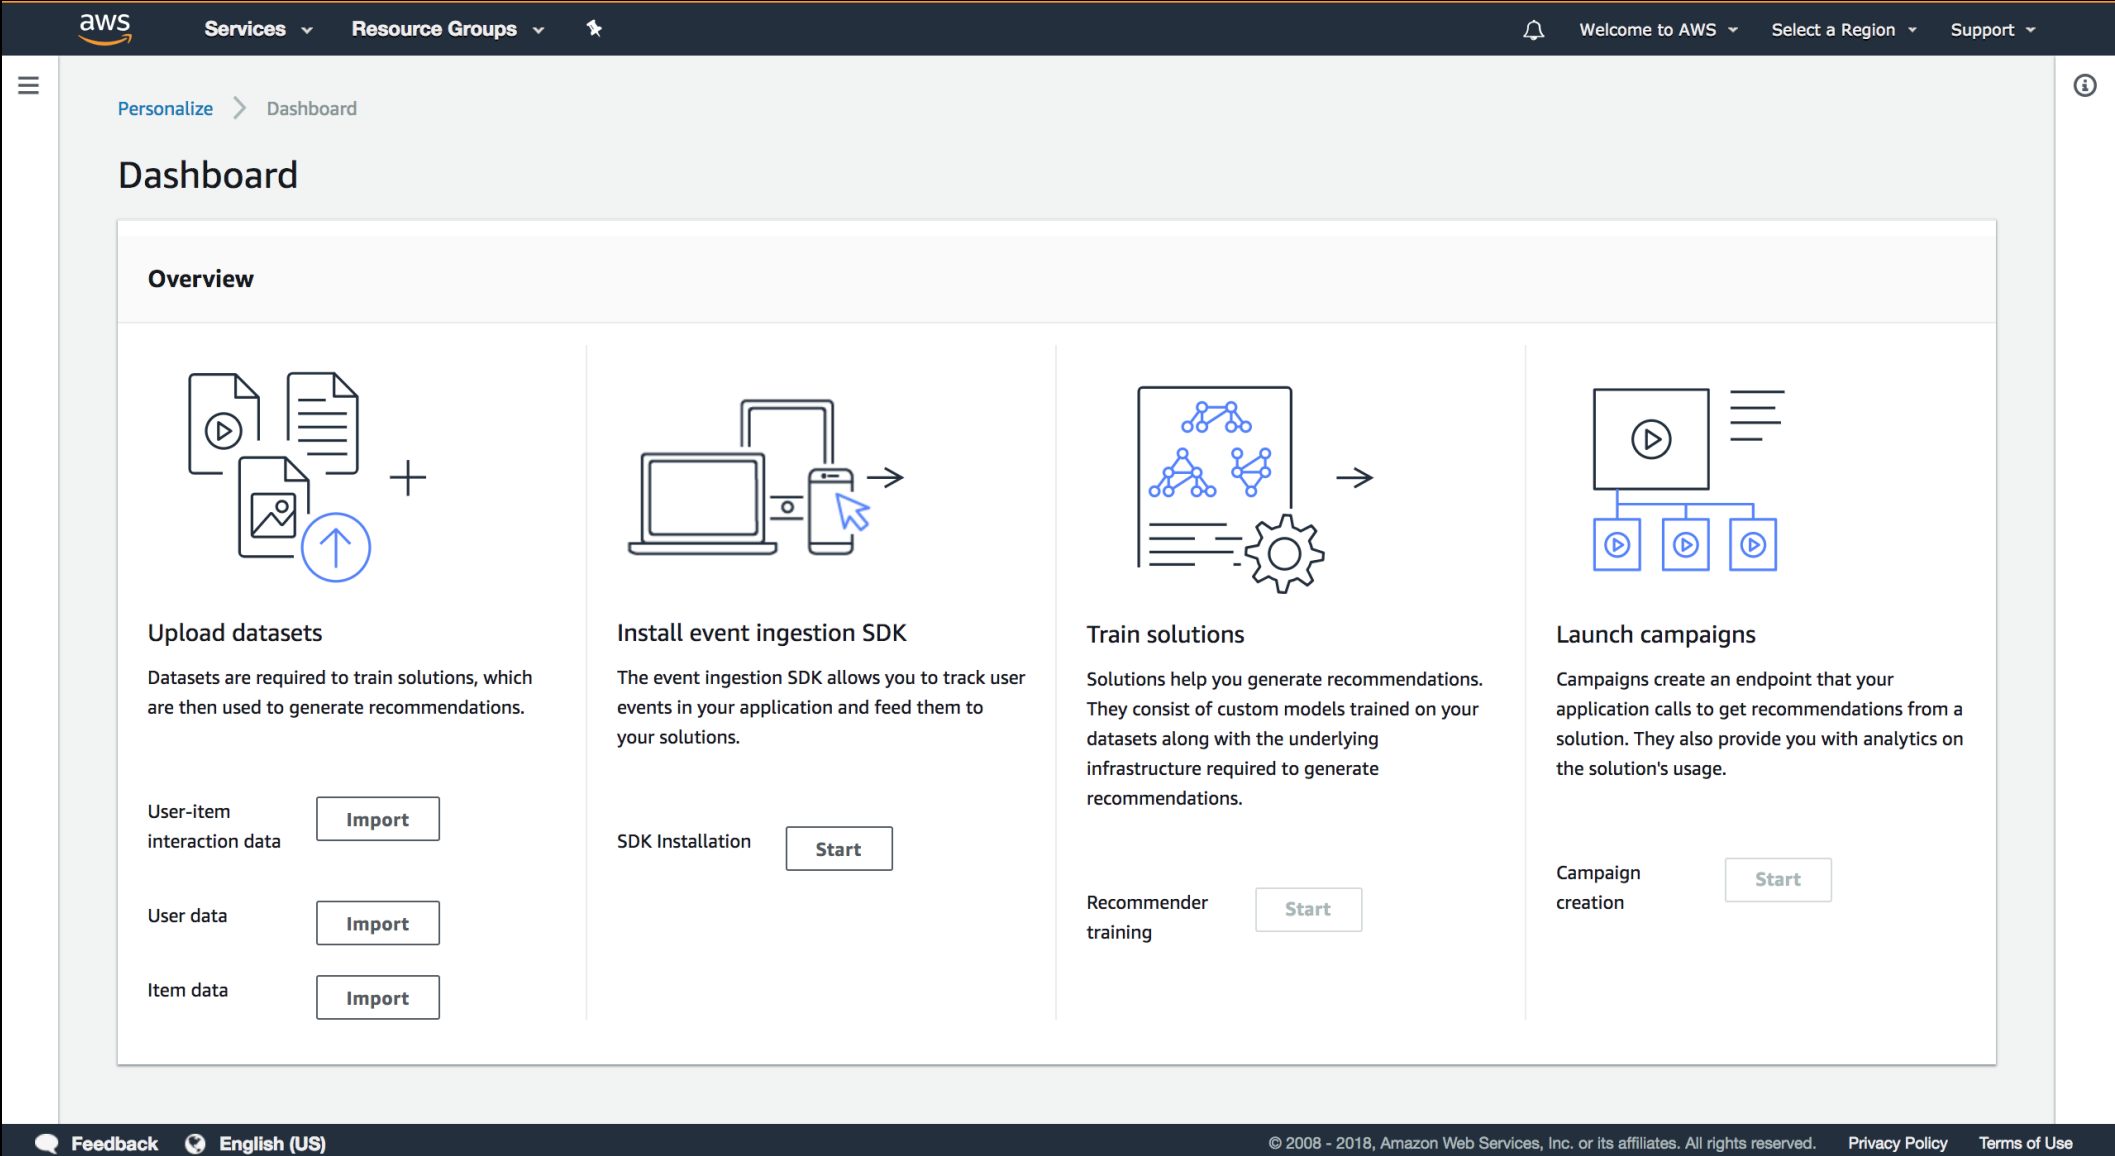 aws Services Resource Groups Welcome to AWS Select a Region Support
Personalize Dashboard
Dashboard
Overview
Upload datasets
Datasets are required to train solutions, which
are then used to generate recommendations.
User-item
interaction data
Import
User data
Import
Item data
Import
Install event ingestion SDK
The event ingestion SDK allows you to track user
events in your application and feed them to
your solutions.
SDK Installation
Start
Train solutions
Solutions help you generate recommendations.
They consist of custom models trained on your
datasets along with the underlying
infrastructure required to generate
recommendations.
Recommender
training
Start
Launch campaigns
Campaigns create an endpoint that your
application calls to get recommendations from a
solution. They also provide you with analytics on
the solution's usage.
Campaign
creation
Start
Feedback English (US) © 2008 - 2018, Amazon Web Services, Inc. or its affiliates. All rights reserved. Privacy Policy Terms of Use